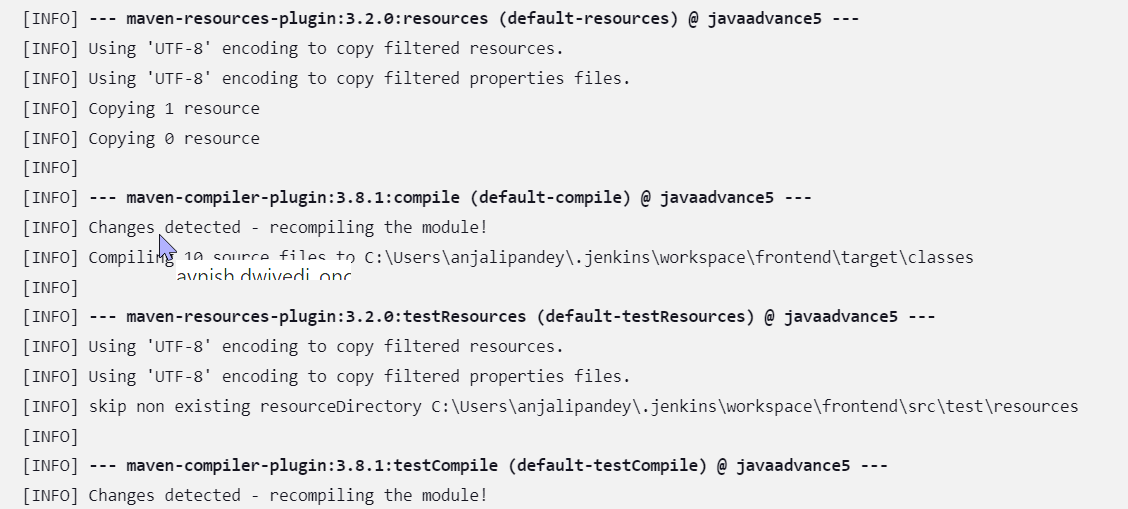 [INFO] --- maven-resources-plugin:3.2.0:resources (default-resources) @ javaadvance5 ---
[INFO] Using 'UTF-8' encoding to copy filtered resources.
[INFO] Using 'UTF-8' encoding to copy filtered properties files.
[INFO] Copying 1 resource
[INFO] Copying 0 resource
[INFO]
[INFO] --- maven-compiler-plugin:3.8.1:compile (default-compile) @ javaadvance5 ---
[INFO] Changes detected - recompiling the module!
[INFO] Compiling 10 source files to C:\Users\anjalipandey\.jenkins\workspace\frontend\target\classes
avnish dwivedi
[INFO]
[INFO] --- maven-resources-plugin:3.2.0:testResources (default-testResources) @ javaadvance5 ---
[INFO] Using 'UTF-8' encoding to copy filtered resources.
[INFO] Using 'UTF-8' encoding to copy filtered properties files.
[INFO] skip non existing resourceDirectory C:\Users\anjalipandey\.jenkins\workspace\frontend\src\test\resources
[INFO]
[INFO] --- maven-compiler-plugin:3.8.1:testCompile (default-testCompile) @ javaadvance5 ---
[INFO] Changes detected - recompiling the module!